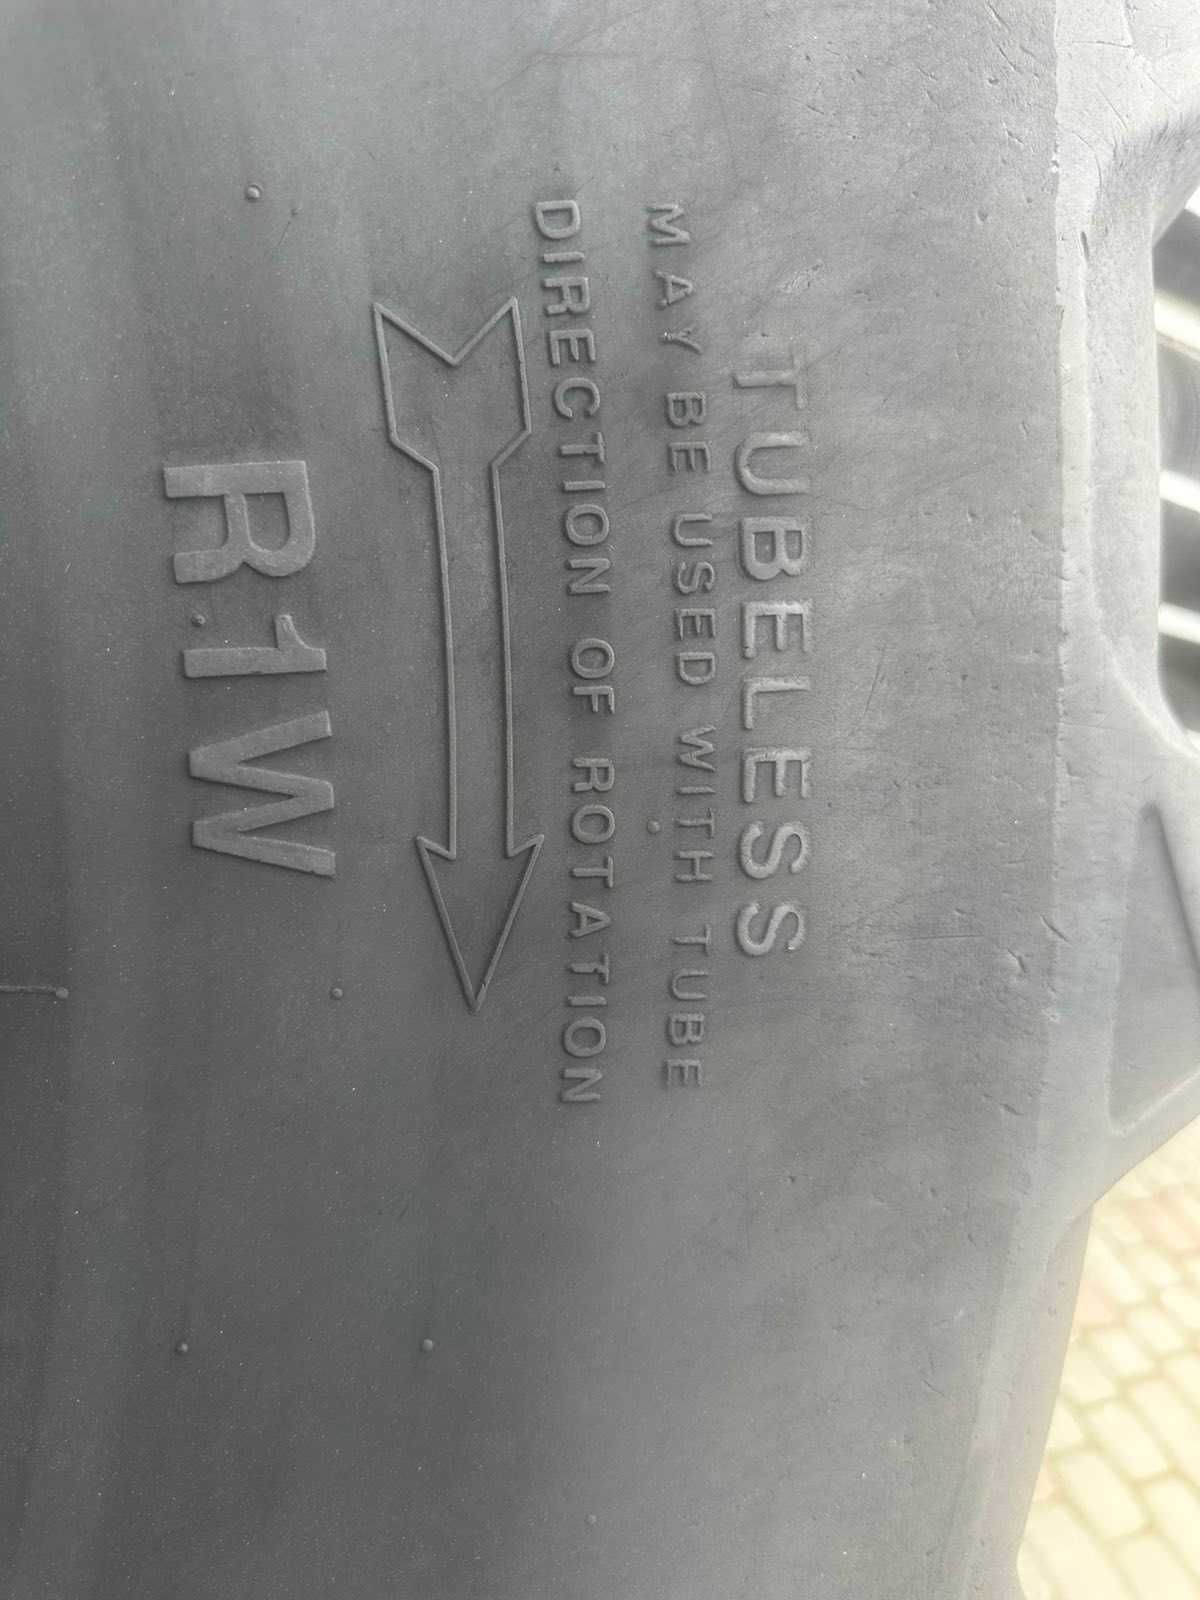 TUBELESS
MAY BE USED WITH TUBE
DIRECTION OF ROTATION
R1W